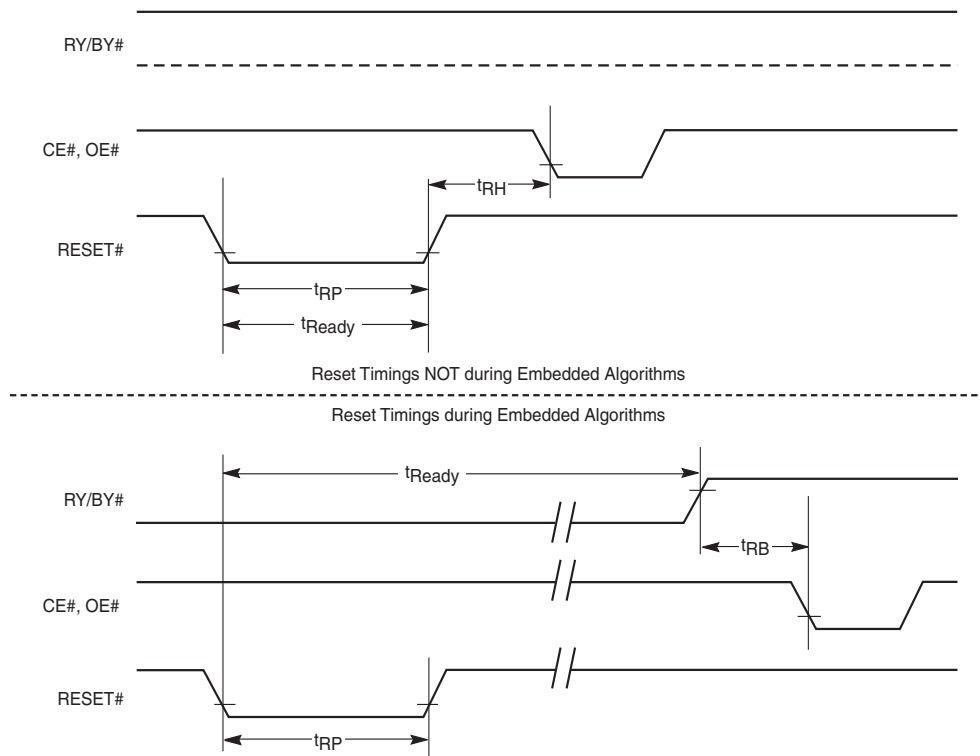 RY/BY#
CE#, OE#
tRH
RESET#
tRP
tReady
Reset Timings NOT during Embedded Algorithms
Reset Timings during Embedded Algorithms
tReady
RY/BY#
tRB
CE#, OE#
RESET#
tRP